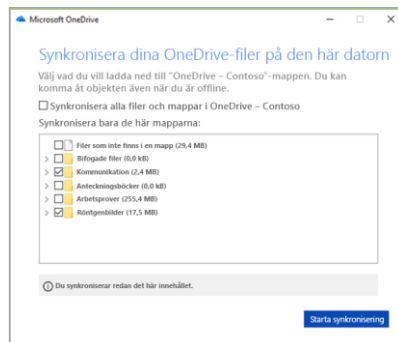 Microsoft OneDrive
Synkronisera dina OneDrive-filer på den här datorn
Välj vad du vill ladda ned till "OneDrive – Contoso"-mappen. Du kan
komma åt objekten även när du är offline.
Synkronisera alla filer och mappar i OneDrive – Contoso
Synkronisera bara de här mapparna:
Filer som inte finns i en mapp (29,4 MB)
Bifogade filer (0,0 kB)
Kommunikation (2,4 MB)
Anteckningsböcker (0,0 kB)
Arbetsprover (255,4 MB)
Röntgenbilder (17,5 MB)
Du synkroniserar redan det här innehållet.
Starta synkronisering